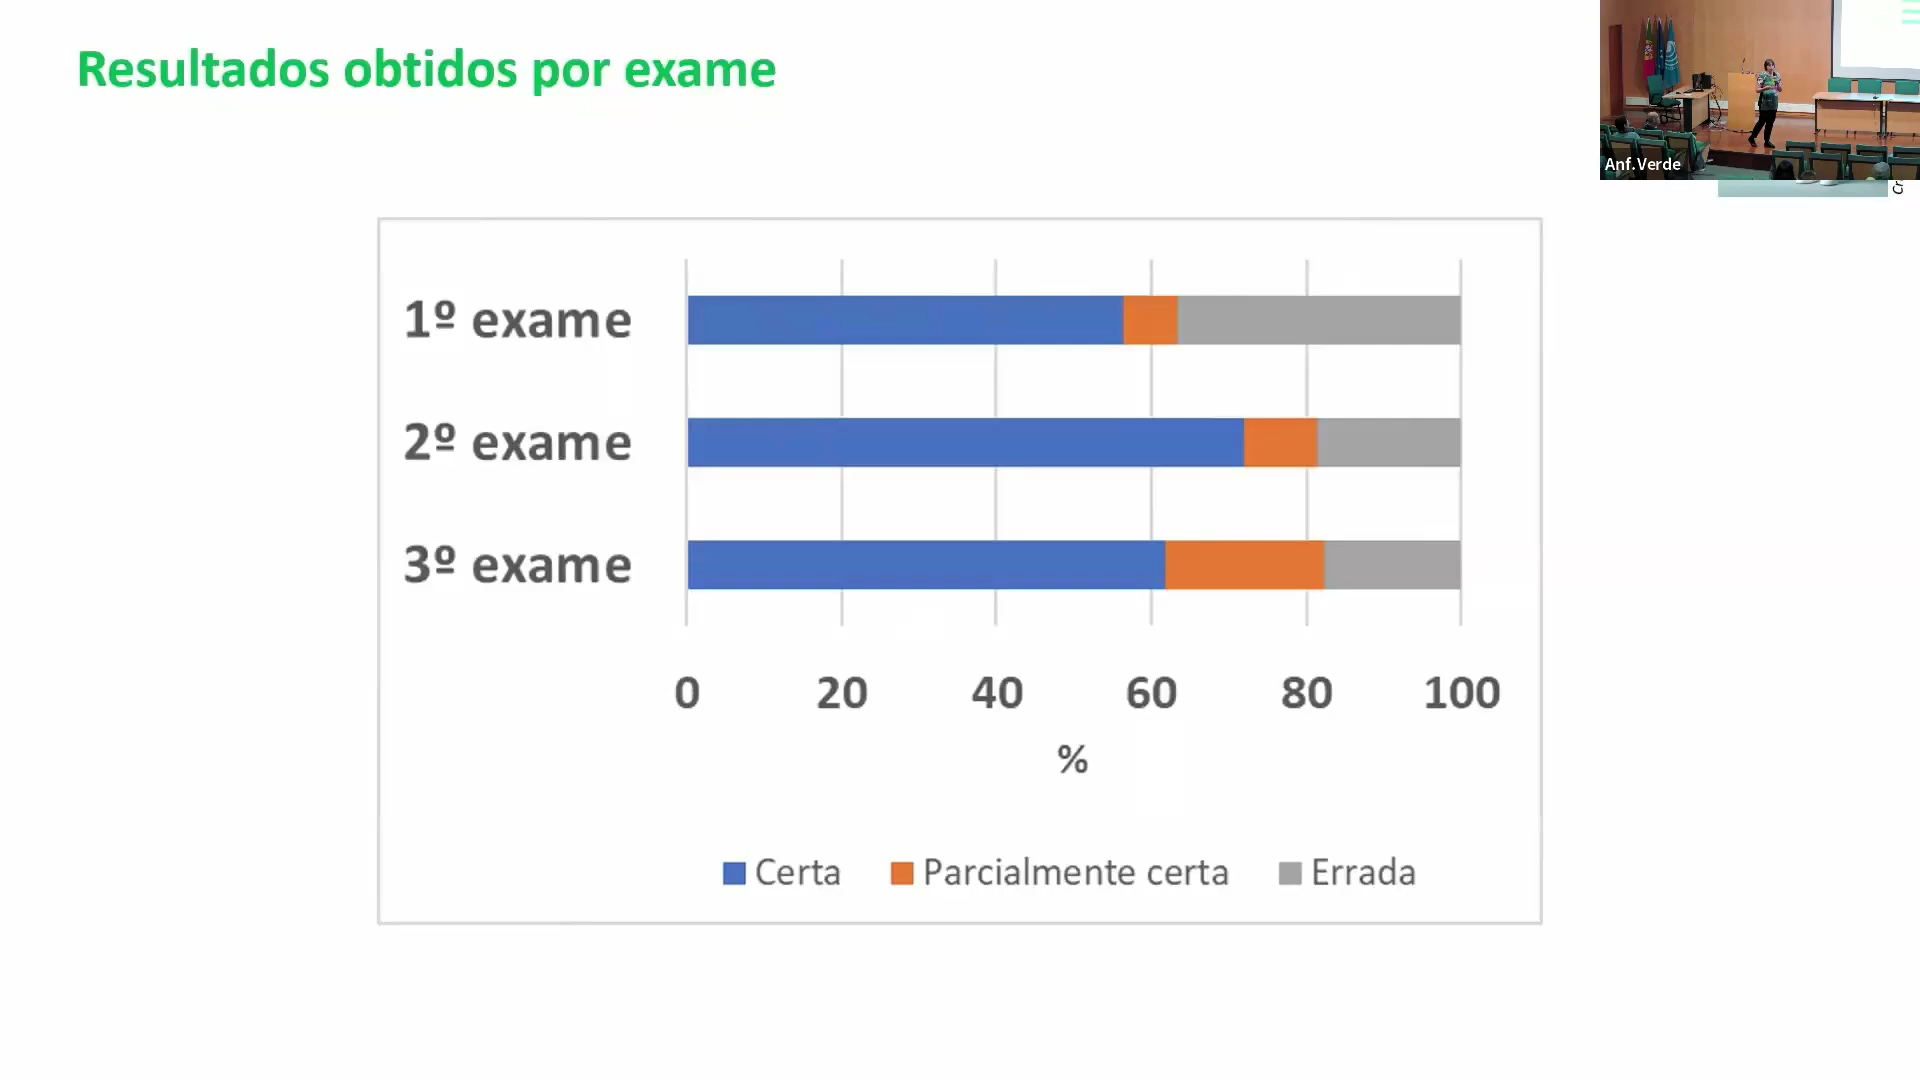 Resultados obtidos por exame
Anf.Verde
Cr
1º exame
2º exame
3º exame
0 20 40 60 80 100
%
Certa Parcialmente certa Errada